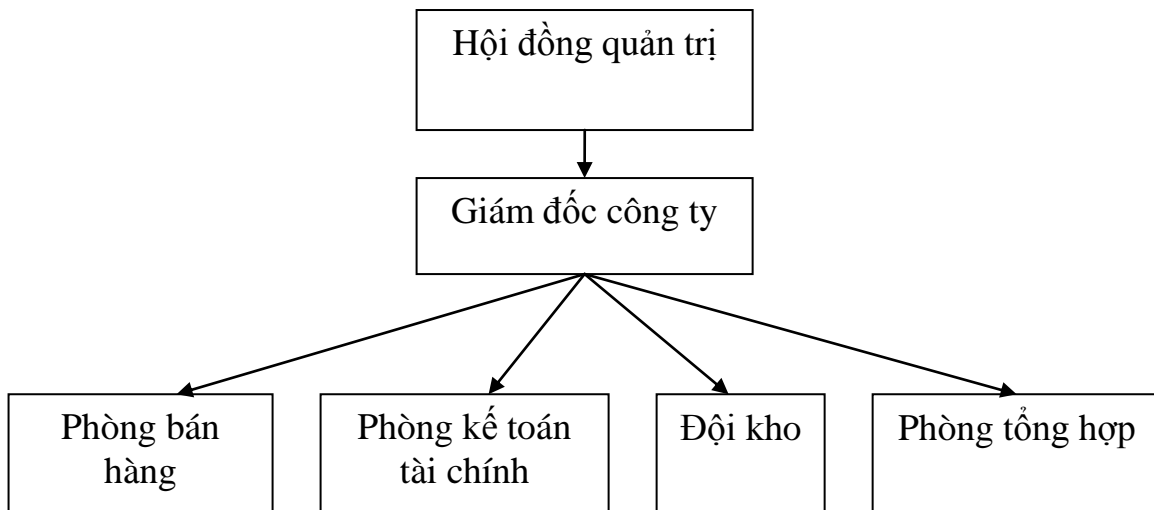 Hội đồng quản trị
Giám đốc công ty
Phòng bán
hàng
Phòng kế toán
tài chính
Đội kho
Phòng tổng hợp